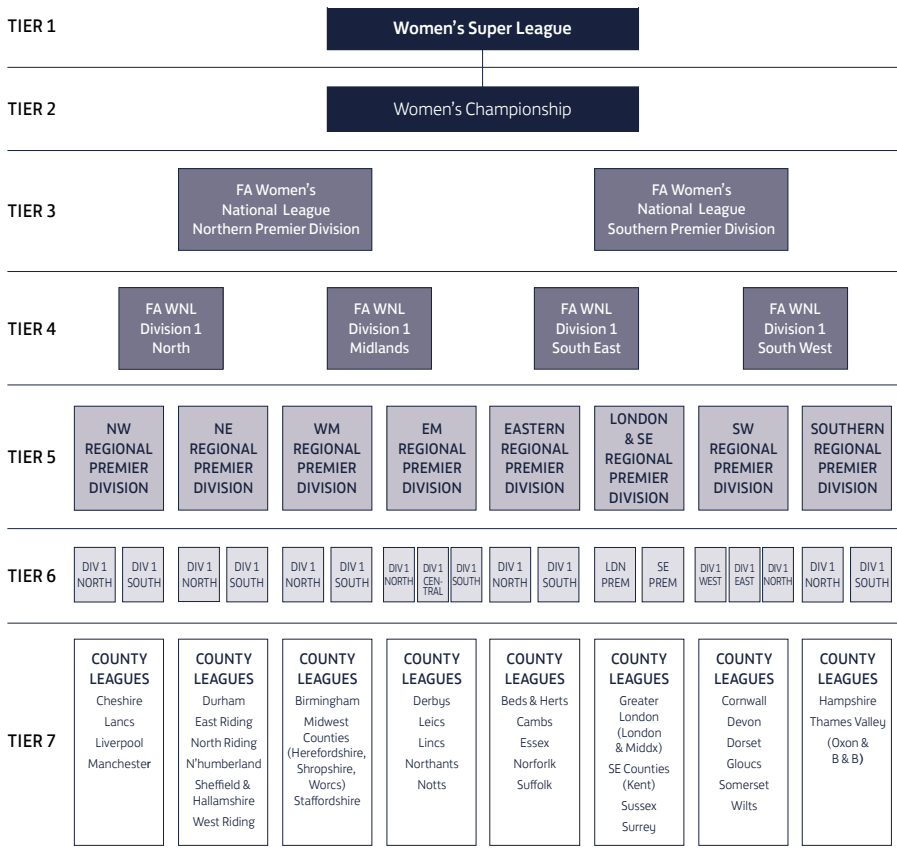 TIER 1
Women's Super League
TIER 2
Women's Championship
TIER 3
FA Women's
National League
Northern Premier Division
FA Women's
National League
Southern Premier Division
TIER 4
FA WNL
Division 1
North
FA WNL
Division 1
Midlands
FA WNL
Division 1
South East
FA WNL
Division 1
South West
TIER 5
NW
REGIONAL
PREMIER
DIVISION
NE
REGIONAL
PREMIER
DIVISION
WM
REGIONAL
PREMIER
DIVISION
EM
REGIONAL
PREMIER
DIVISION
EASTERN
REGIONAL
PREMIER
DIVISION
LONDON
& SE
REGIONAL
PREMIER
DIVISION
SW
REGIONAL
PREMIER
DIVISION
SOUTHERN
REGIONAL
PREMIER
DIVISION
TIER 6
DIV 1
NORTH
DIV 1
SOUTH
DIV 1
NORTH
DIV 1
SOUTH
DIV 1
NORTH
DIV 1
SOUTH
DIV 1
NORTH
DIV 1
CEN-
TRAL
DIV 1
SOUTH
DIV 1
NORTH
DIV 1
SOUTH
LDN
PREM
SE
PREM
DIV 1
WEST
DIV 1
EAST
DIV 1
NORTH
DIV 1
NORTH
DIV 1
SOUTH
TIER 7
COUNTY
LEAGUES
Cheshire
Lancs
Liverpool
Manchester
COUNTY
LEAGUES
Durham
East Riding
North Riding
N'humberland
Sheffield &
Hallamshire
West Riding
COUNTY
LEAGUES
Birmingham
Midwest
Counties
(Herefordshire,
Shropshire,
Worcs)
Staffordshire
COUNTY
LEAGUES
Derbys
Leics
Lincs
Northants
Notts
COUNTY
LEAGUES
Beds & Herts
Cambs
Essex
Norforlk
Suffolk
COUNTY
LEAGUES
Greater
London
(London
& Middx)
SE Counties
(Kent)
Sussex
Surrey
COUNTY
LEAGUES
Cornwall
Devon
Dorset
Gloucs
Somerset
Wilts
COUNTY
LEAGUES
Hampshire
Thames Valley
(Oxon &
B & B)